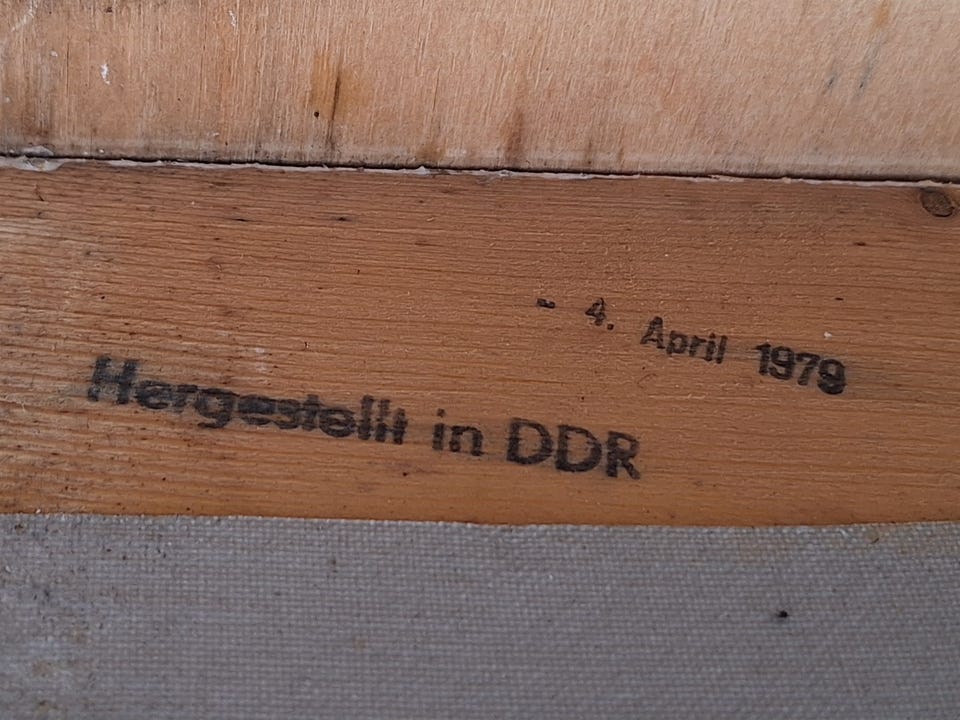 - 4. April 1979
Hergestellt in DDR